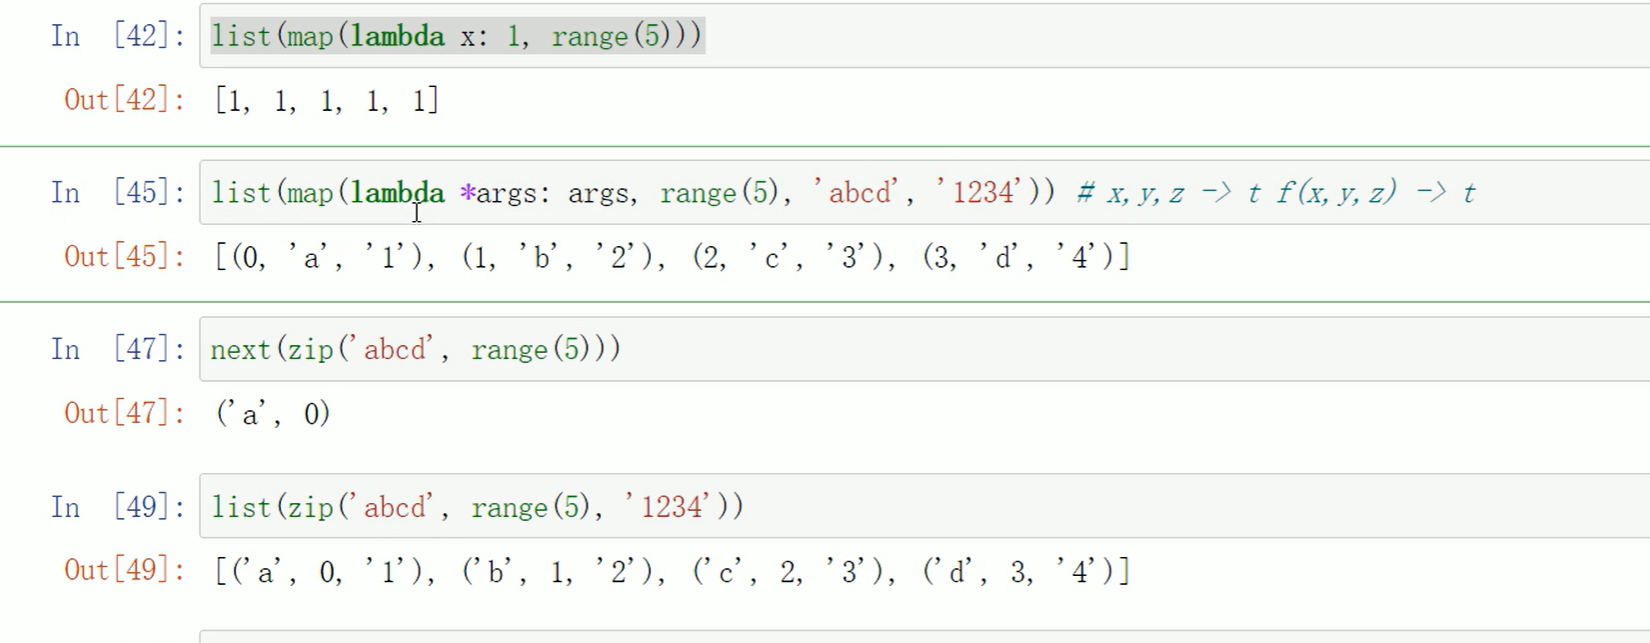 In [42]: list(map(lambda x: 1, range(5)))
Out[42]: [1, 1, 1, 1, 1]
In [45]: list(map(lambda *args: args, range(5), 'abcd', '1234')) # x,y,z -> t f(x,y,z) -> t
Out[45]: [(0, 'a', '1'), (1, 'b', '2'), (2, 'c', '3'), (3, 'd', '4')]
In [47]: next(zip('abcd', range(5)))
Out[47]: ('a', 0)
In [49]: list(zip('abcd', range(5), '1234'))
Out[49]: [('a', 0, '1'), ('b', 1, '2'), ('c', 2, '3'), ('d', 3, '4')]